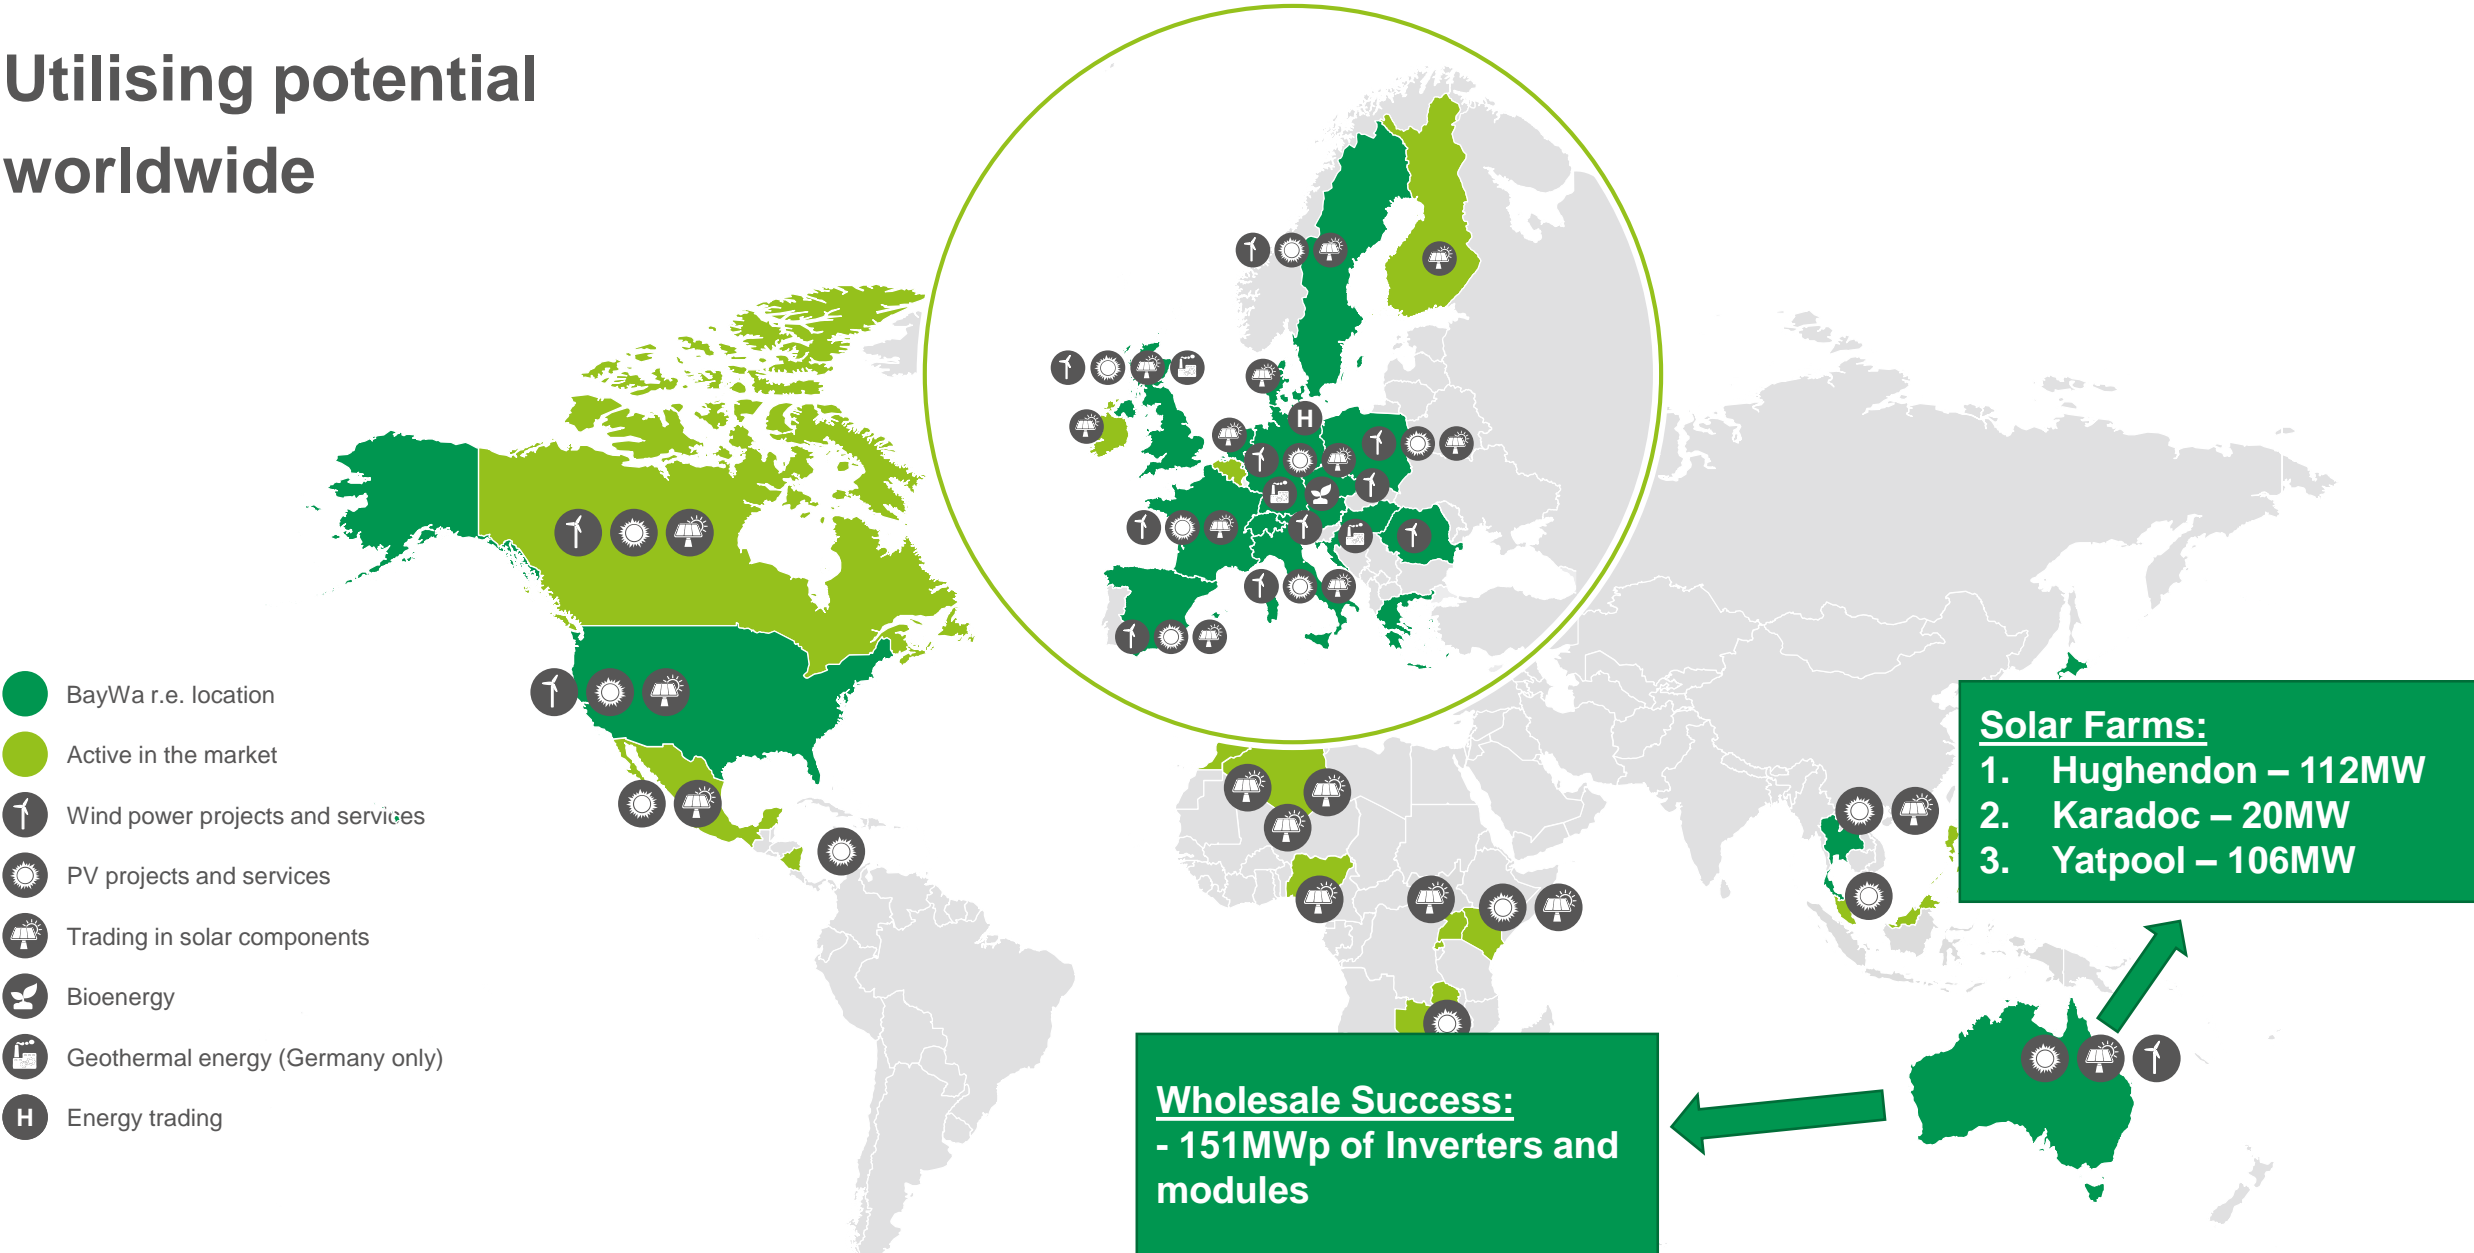 Utilising potential
worldwide
BayWa r.e. location
Active in the market
Wind power projects and services
PV projects and services
Trading in solar components
Bioenergy
Geothermal energy (Germany only)
H Energy trading
H
Solar Farms:
1. Hughendon – 112MW
2. Karadoc – 20MW
3. Yatpool – 106MW
Wholesale Success:
- 151MWp of Inverters and
modules